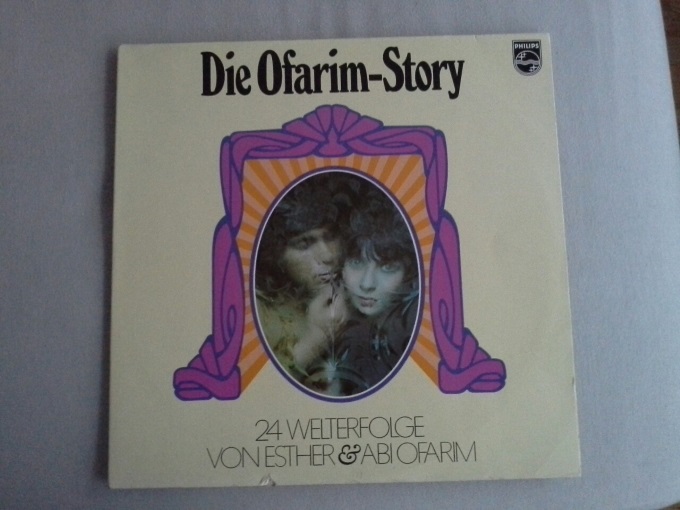 Die Ofarim-Story
PHILIPS
24 WELTERFOLGE
VON ESTHER & ABI OFARIM